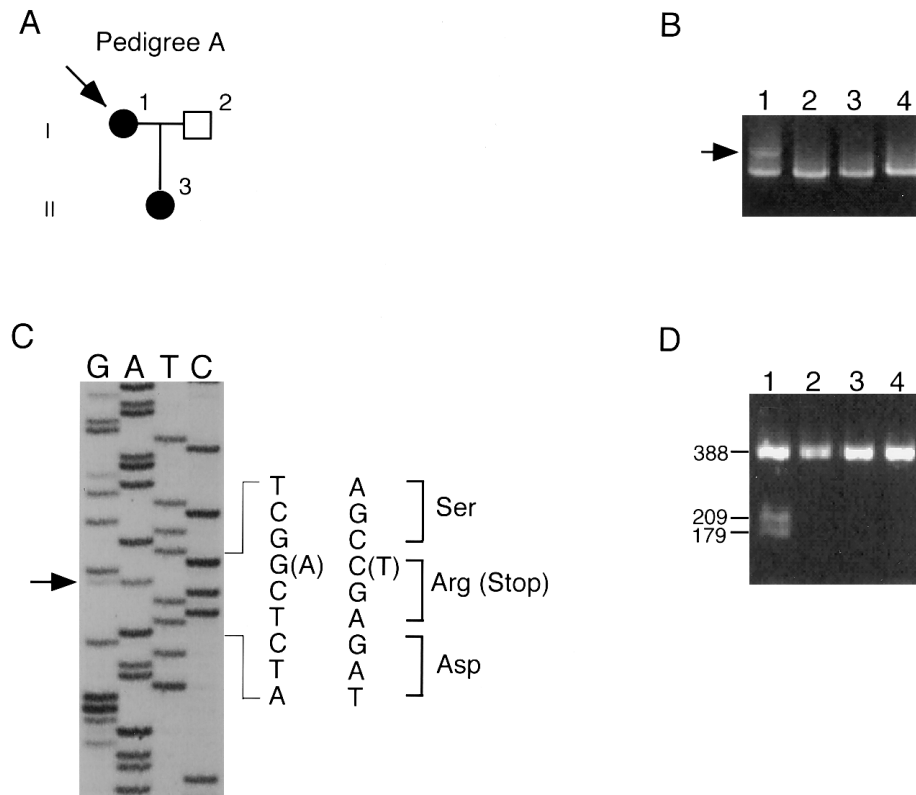 A
Pedigree A
1
2
I
3
II
B
1 2 3 4
C
G A T C
T A
C G Ser
G C
G(A) C(T)
C G Arg (Stop)
T A
C G
T A Asp
A T
D
1 2 3 4
388
209
179